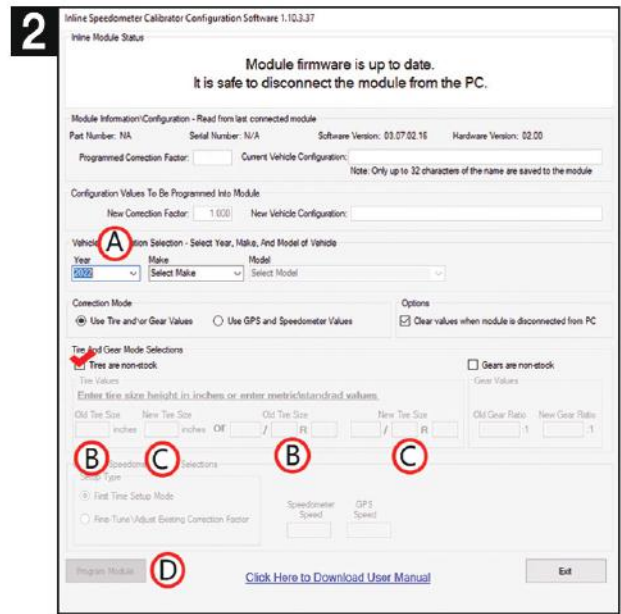 2
Inline Speedometer Calibrator Configuration Software 1.10.3.37
Inline Module Status
Module firmware is up to date.
It is safe to disconnect the module from the PC.
Module Information\Configuration - Read from last connected module
Part Number: NA Serial Number: N/A Software Version: 03.07.02.16 Hardware Version: 02.00
Programmed Correction Factor: Current Vehicle Configuration:
Note: Only up to 32 characters of the name are saved to the module
Configuration Values To Be Programmed Into Module
New Correction Factor: 1.000 New Vehicle Configuration:
Vehicle A tion Selection - Select Year, Make, And Model of Vehicle
Year Make Model
2022 Select Make Select Model
Correction Mode Options
Use Tire and\or Gear Values Use GPS and Speedometer Values Clear values when module is disconnected from PC
Tire And Gear Mode Selections
Tires are non-stock Gears are non-stock
Tire Values Gear Values
Enter tire size height in inches or enter metric\standrad values.
Old Tire Size New Tire Size Old Tire Size New Tire Size Old Gear Ratio New Gear Ratio
inches inches or / R / R :1 :1
B C B C
Speedome Selections
Setup Type
First Time Setup Mode Speedometer Speed GPS Speed
Fine-Tune\Adjust Existing Correction Factor
Program Module D Click Here to Download User Manual Exit